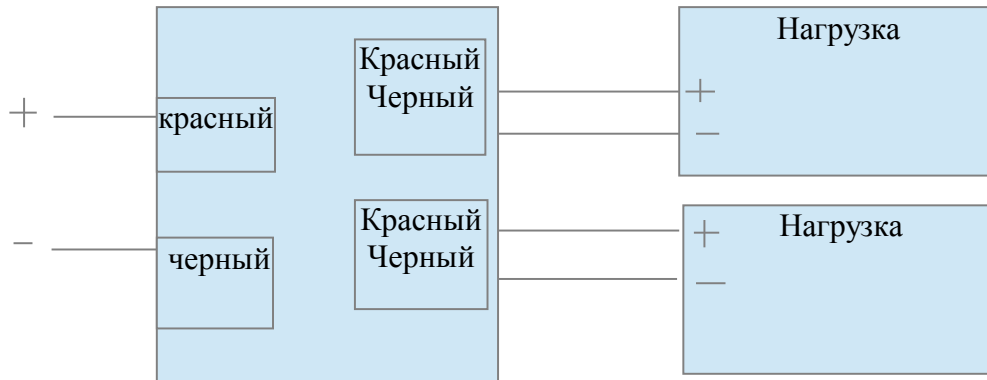 Нагрузка
Красный
Черный
+
+
красный
−
Красный
Черный
Нагрузка
+
−
черный
−